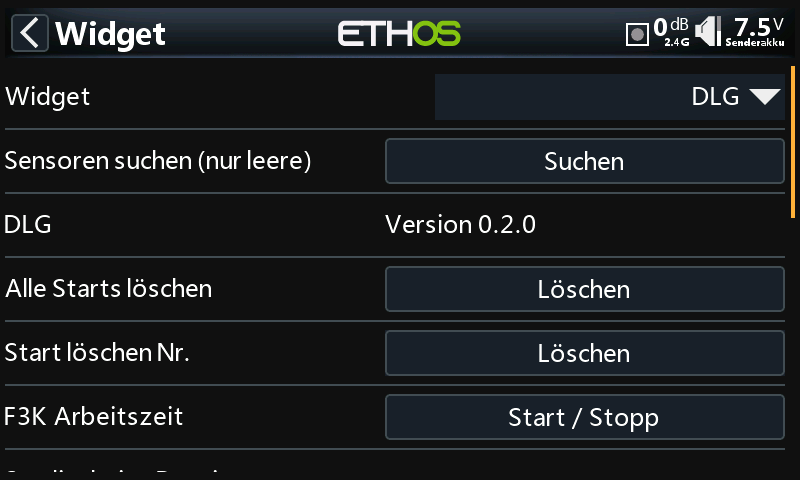 Widget
ETHOS
0 dB
2.4G
7.5V
Senderakku
Widget
DLG
Sensoren suchen (nur leere)
Suchen
DLG
Version 0.2.0
Alle Starts löschen
Löschen
Start löschen Nr.
Löschen
F3K Arbeitszeit
Start / Stopp